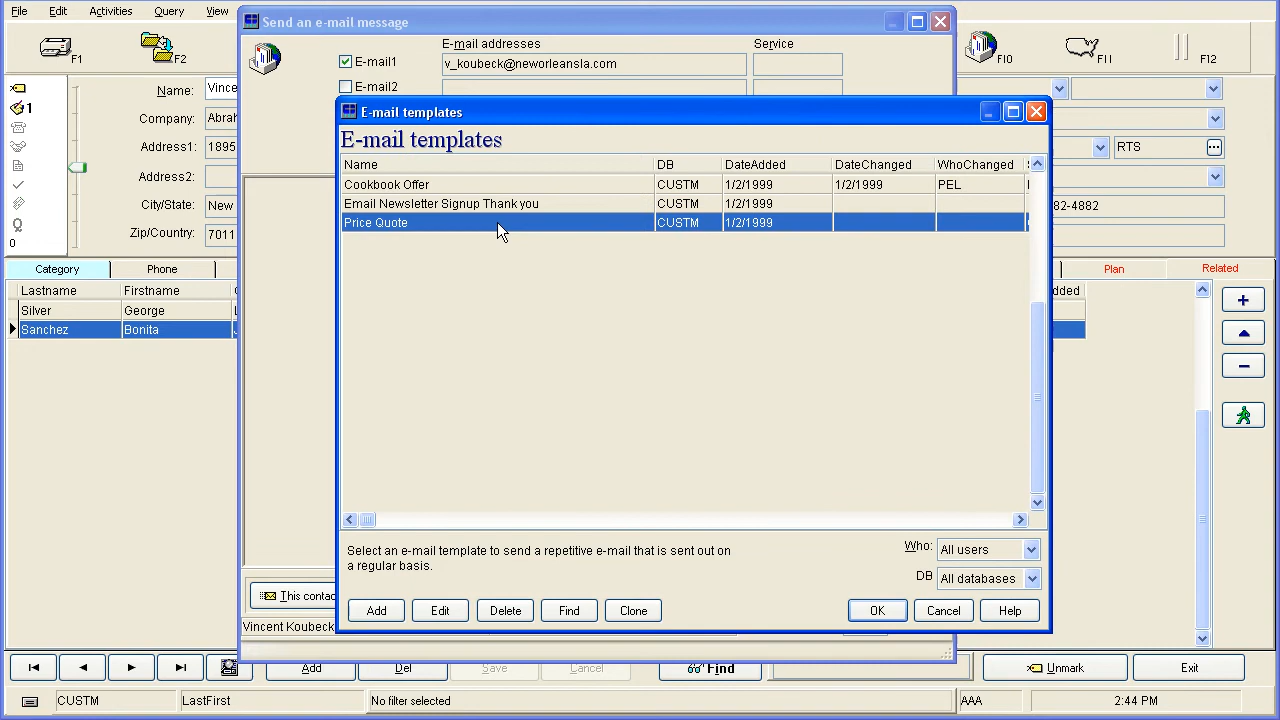 File Edit Activities Query View
Send an e-mail message
F1
F2
F10
F11
F12
E-mail addresses
Service
E-mail1
v_koubeck@neworleansla.com
E-mail2
Name:
Vince
Company:
Abrah
Address1:
1895
Address2:
City/State:
New
Zip/Country:
7011
RTS
82-4882
1
0
E-mail templates
E-mail templates
Name DB DateAdded DateChanged WhoChanged
Cookbook Offer CUSTM 1/2/1999 1/2/1999 PEL
Email Newsletter Signup Thank you CUSTM 1/2/1999
Price Quote CUSTM 1/2/1999
Category
Phone
Plan
Related
Lastname Firstname
dded
Silver George
Sanchez Bonita
Select an e-mail template to send a repetitive e-mail that is sent out on
a regular basis.
Who: All users
DB All databases
Add Edit Delete Find Clone
OK Cancel Help
This contac
Vincent Koubeck
Add Del Save Cancel Find Unmark Exit
CUSTM LastFirst No filter selected AAA 2:44 PM